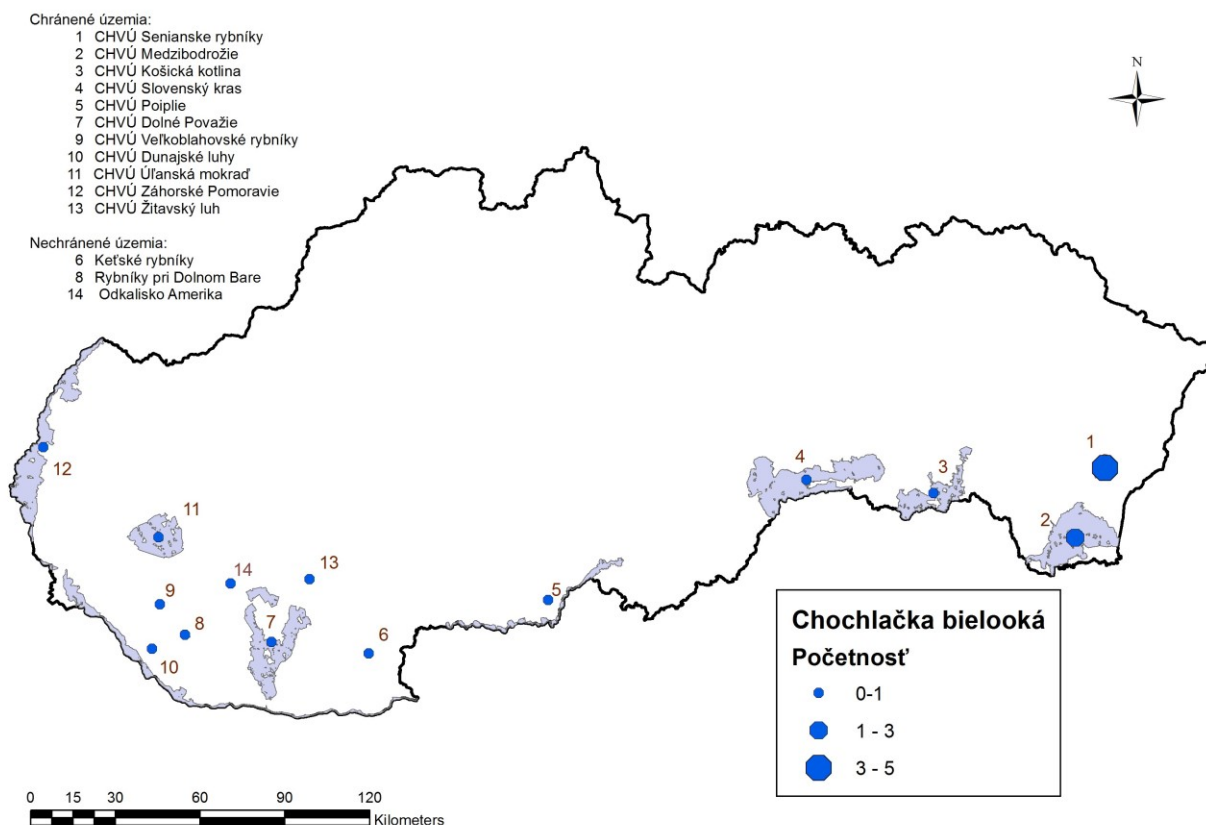 Chránené územia:
1 CHVÚ Senianske rybníky
2 CHVÚ Medzibodrožie
3 CHVÚ Košická kotlina
4 CHVÚ Slovenský kras
5 CHVÚ Poiplie
7 CHVÚ Dolné Považie
9 CHVÚ Veľkoblahovské rybníky
10 CHVÚ Dunajské luhy
11 CHVÚ Úľanská mokraď
12 CHVÚ Záhorské Pomoravie
13 CHVÚ Žitavský luh
Nechránené územia:
6 Keťské rybníky
8 Rybníky pri Dolnom Bare
14 Odkalisko Amerika
N
1
4
3
12
2
11
13
14
5
9
8
7
6
10
Chochlačka bielooká
Početnosť
0-1
1 - 3
3 - 5
0 15 30 60 90 120
Kilometers